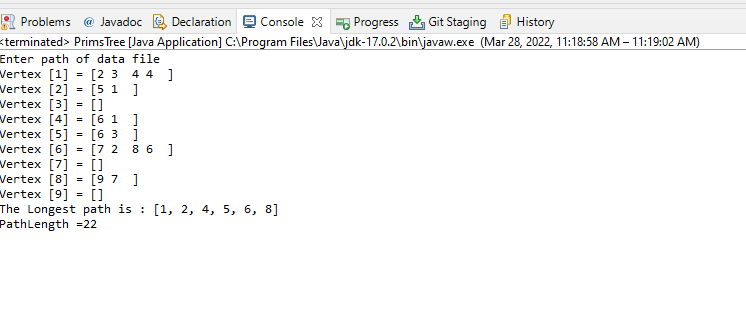 Problems @ Javadoc Declaration Console Progress Git Staging History
<terminated> PrimsTree [Java Application] C:\Program Files\Java\jdk-17.0.2\bin\javaw.exe (Mar 28, 2022, 11:18:58 AM – 11:19:02 AM)
Enter path of data file
Vertex [1] = [2 3  4 4  ]
Vertex [2] = [5 1  ]
Vertex [3] = []
Vertex [4] = [6 1  ]
Vertex [5] = [6 3  ]
Vertex [6] = [7 2  8 6  ]
Vertex [7] = []
Vertex [8] = [9 7  ]
Vertex [9] = []
The Longest path is : [1, 2, 4, 5, 6, 8]
PathLength =22